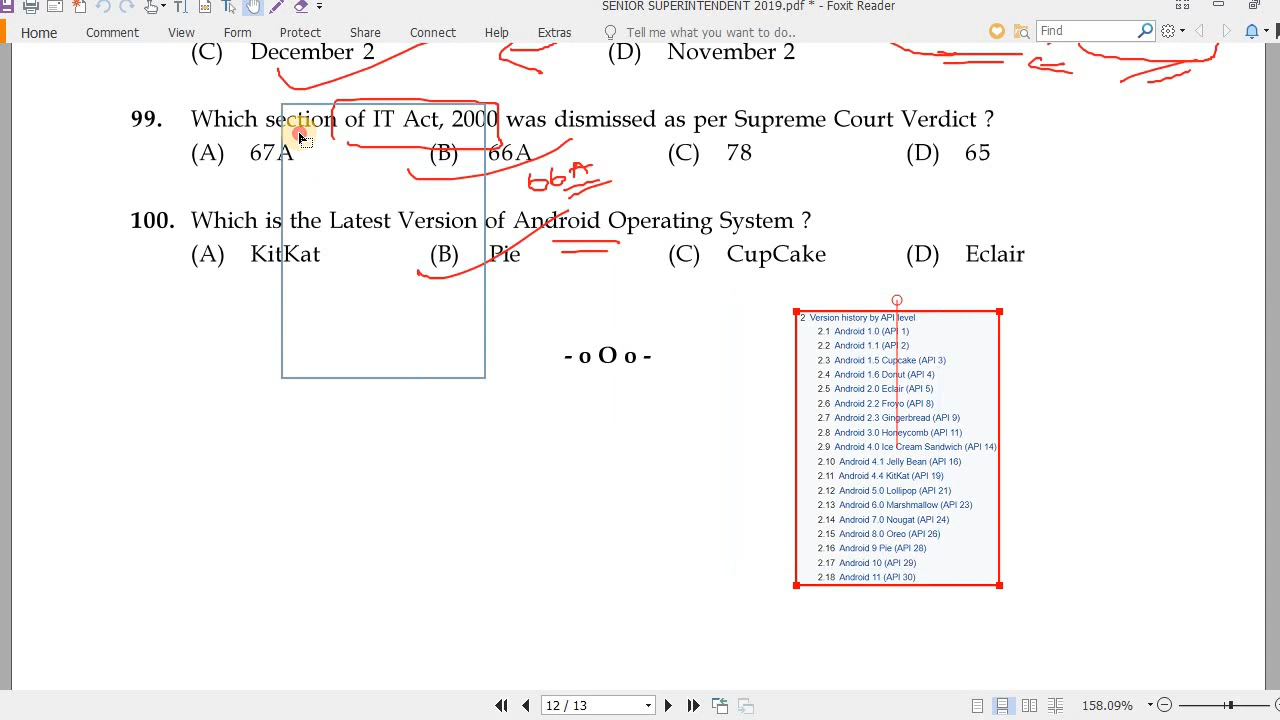 SENIOR SUPERINTENDENT 2019.pdf * - Foxit Reader
Home Comment View Form Protect Share Connect Help Extras Tell me what you want to do.. Find
(C) December 2 (D) November 2
99. Which section of IT Act, 2000 was dismissed as per Supreme Court Verdict ?
(A) 67A (B) 66A (C) 78 (D) 65
66A
100. Which is the Latest Version of Android Operating System ?
(A) KitKat (B) Pie (C) CupCake (D) Eclair
- o O o -
2 Version history by API level
2.1 Android 1.0 (API 1)
2.2 Android 1.1 (API 2)
2.3 Android 1.5 Cupcake (API 3)
2.4 Android 1.6 Donut (API 4)
2.5 Android 2.0 Eclair (API 5)
2.6 Android 2.2 Froyo (API 8)
2.7 Android 2.3 Gingerbread (API 9)
2.8 Android 3.0 Honeycomb (API 11)
2.9 Android 4.0 Ice Cream Sandwich (API 14)
2.10 Android 4.1 Jelly Bean (API 16)
2.11 Android 4.4 KitKat (API 19)
2.12 Android 5.0 Lollipop (API 21)
2.13 Android 6.0 Marshmallow (API 23)
2.14 Android 7.0 Nougat (API 24)
2.15 Android 8.0 Oreo (API 26)
2.16 Android 9 Pie (API 28)
2.17 Android 10 (API 29)
2.18 Android 11 (API 30)
12 / 13 158.09%